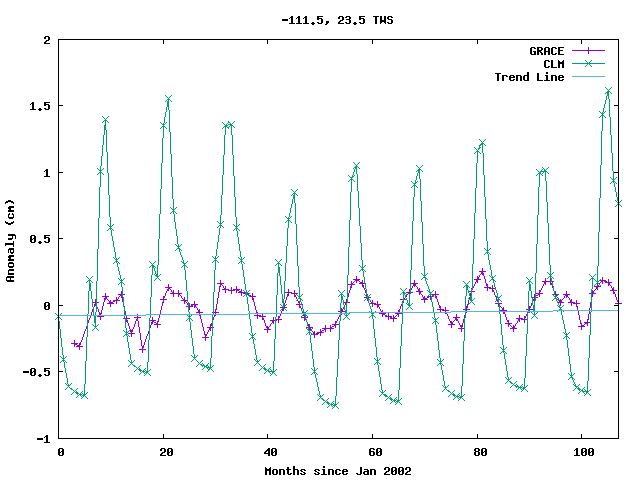 -111.5, 23.5 TWS
GRACE
CLM
Trend Line
2
1.5
1
0.5
0
-0.5
-1
Anomaly (cm)
0 20 40 60 80 100
Months since Jan 2002